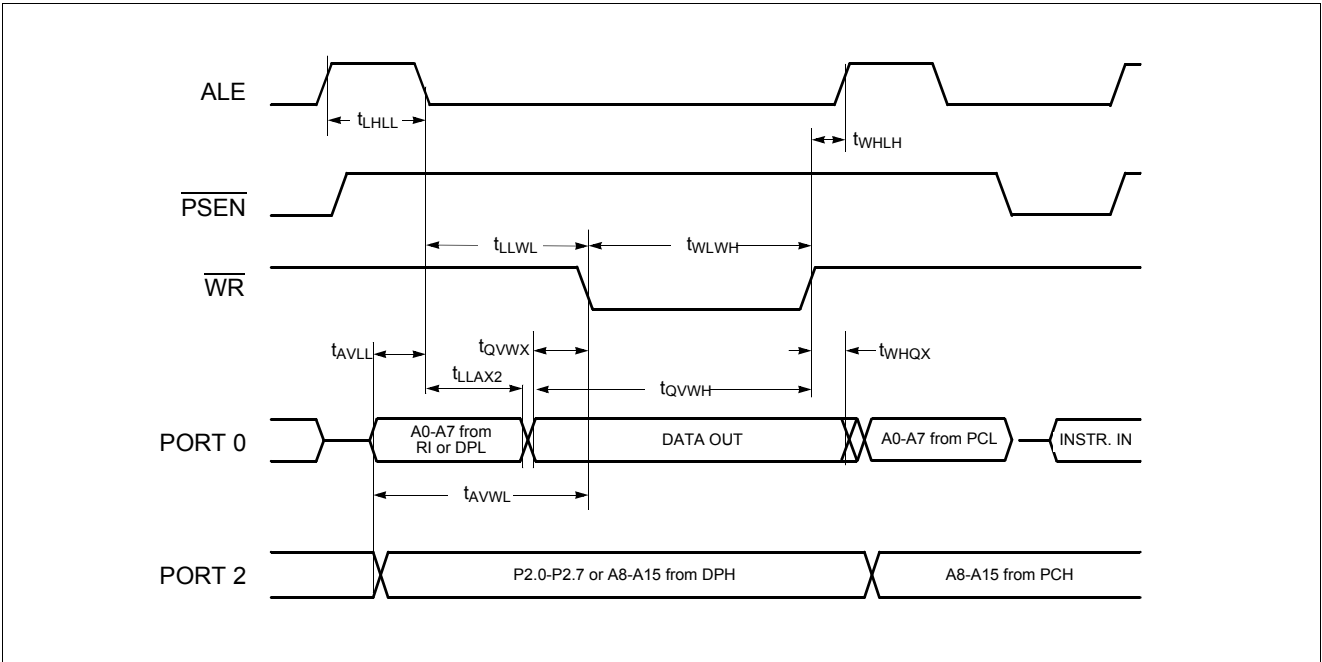 ALE
tLHLL
tWHLH
PSEN
tLLWL
tWLWH
WR
tAVLL
tQVWX
tWHQX
tLLAX2
tQVWH
PORT 0
A0-A7 from
RI or DPL
DATA OUT
A0-A7 from PCL
INSTR. IN
tAVWL
PORT 2
P2.0-P2.7 or A8-A15 from DPH
A8-A15 from PCH